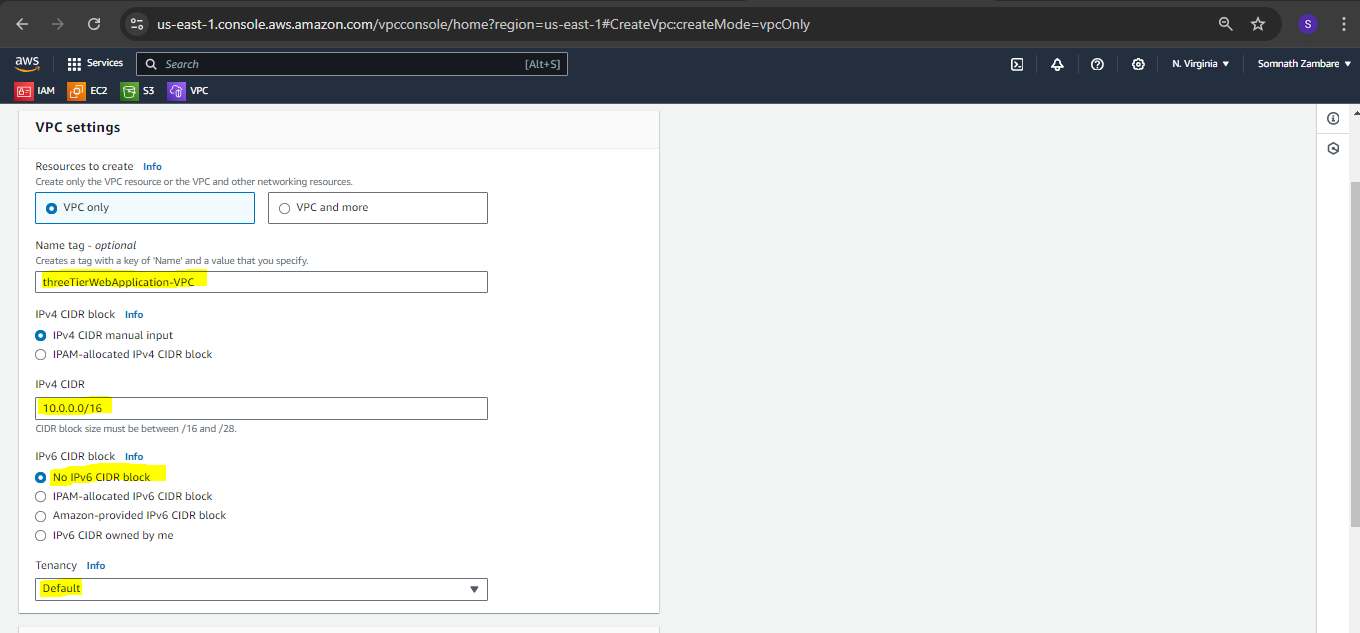 us-east-1.console.aws.amazon.com/vpcconsole/home?region=us-east-1#CreateVpc:createMode=vpcOnly
S
aws
Services
Search
[Alt+S]
N. Virginia
Somnath Zambare
IAM
EC2
S3
VPC
VPC settings
Resources to create Info
Create only the VPC resource or the VPC and other networking resources.
VPC only
VPC and more
Name tag - optional
Creates a tag with a key of 'Name' and a value that you specify.
threeTierWebApplication-VPC
IPv4 CIDR block Info
IPv4 CIDR manual input
IPAM-allocated IPv4 CIDR block
IPv4 CIDR
10.0.0.0/16
CIDR block size must be between /16 and /28.
IPv6 CIDR block Info
No IPv6 CIDR block
IPAM-allocated IPv6 CIDR block
Amazon-provided IPv6 CIDR block
IPv6 CIDR owned by me
Tenancy Info
Default